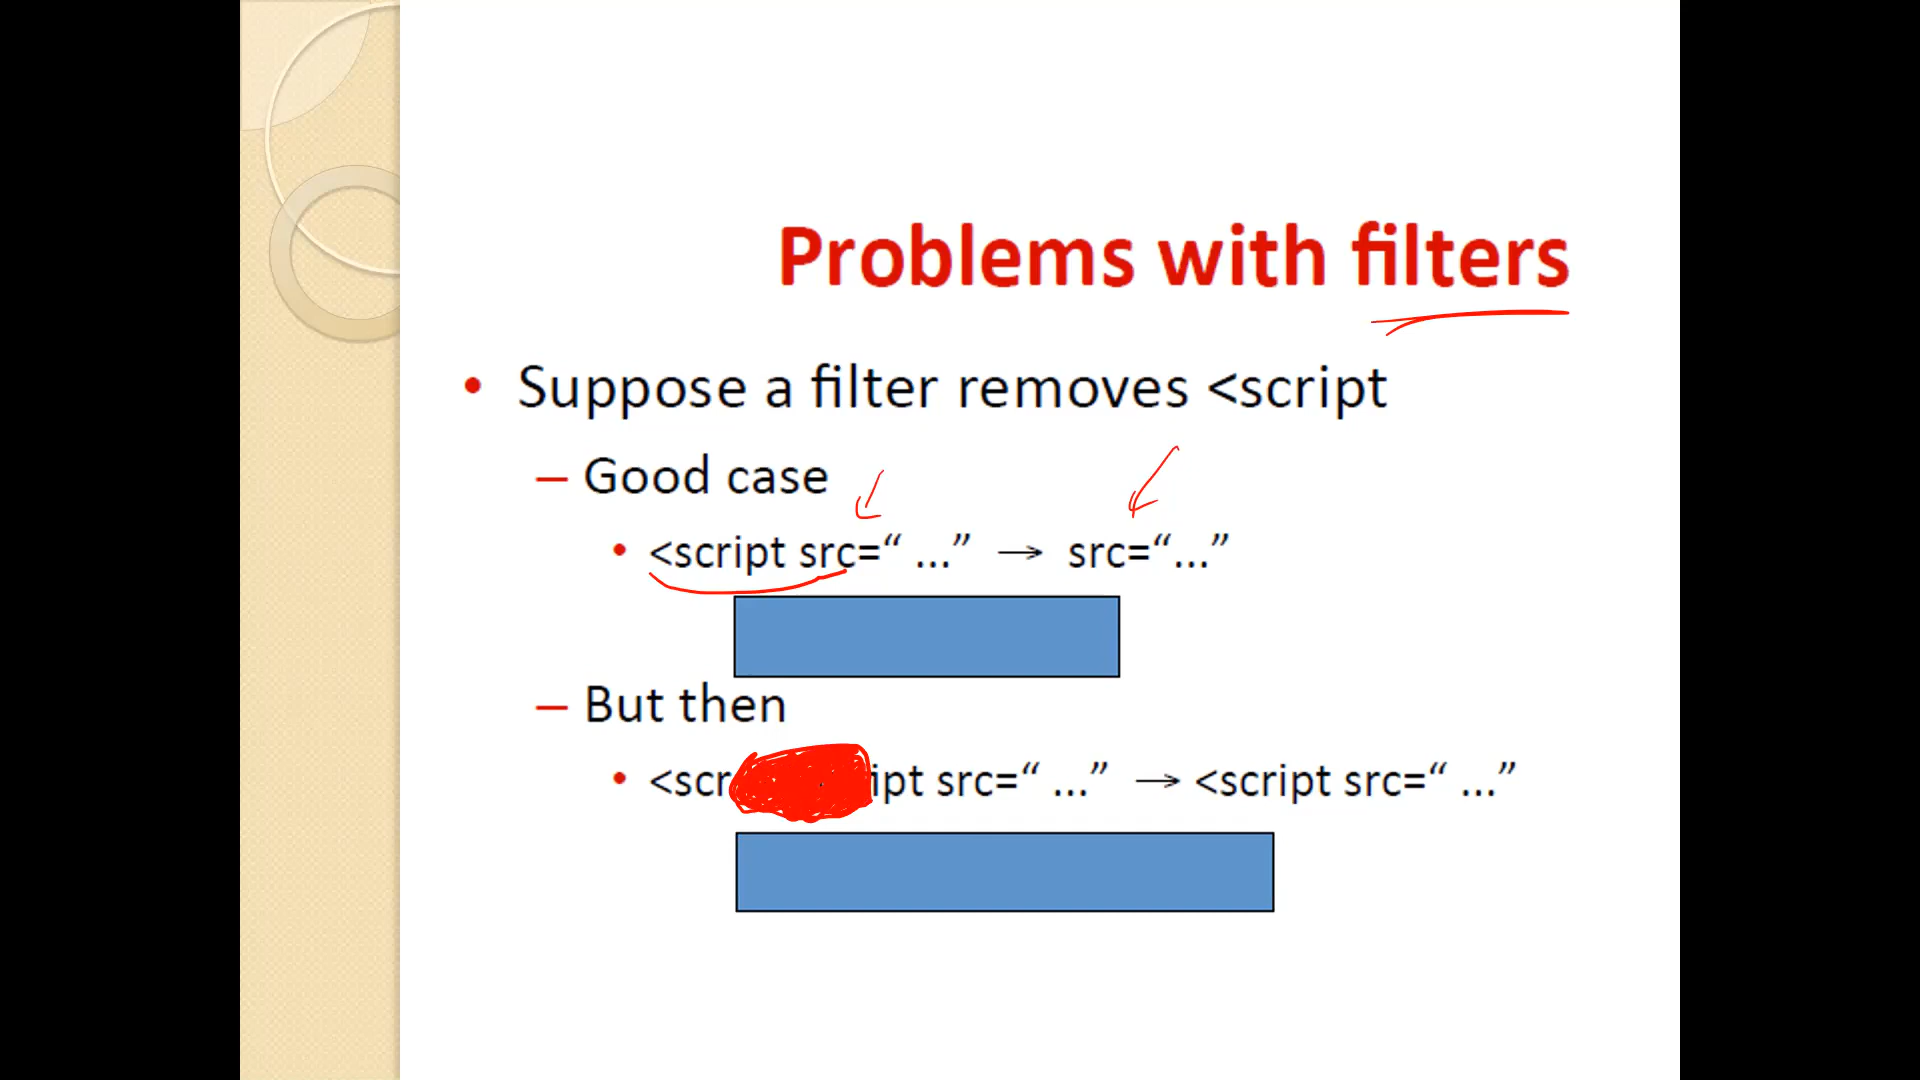 Problems with filters
• Suppose a filter removes <script
– Good case
• <script src=“ ...” → src=“...”
– But then
• <scr ipt src=“ ...” → <script src=“ ...”